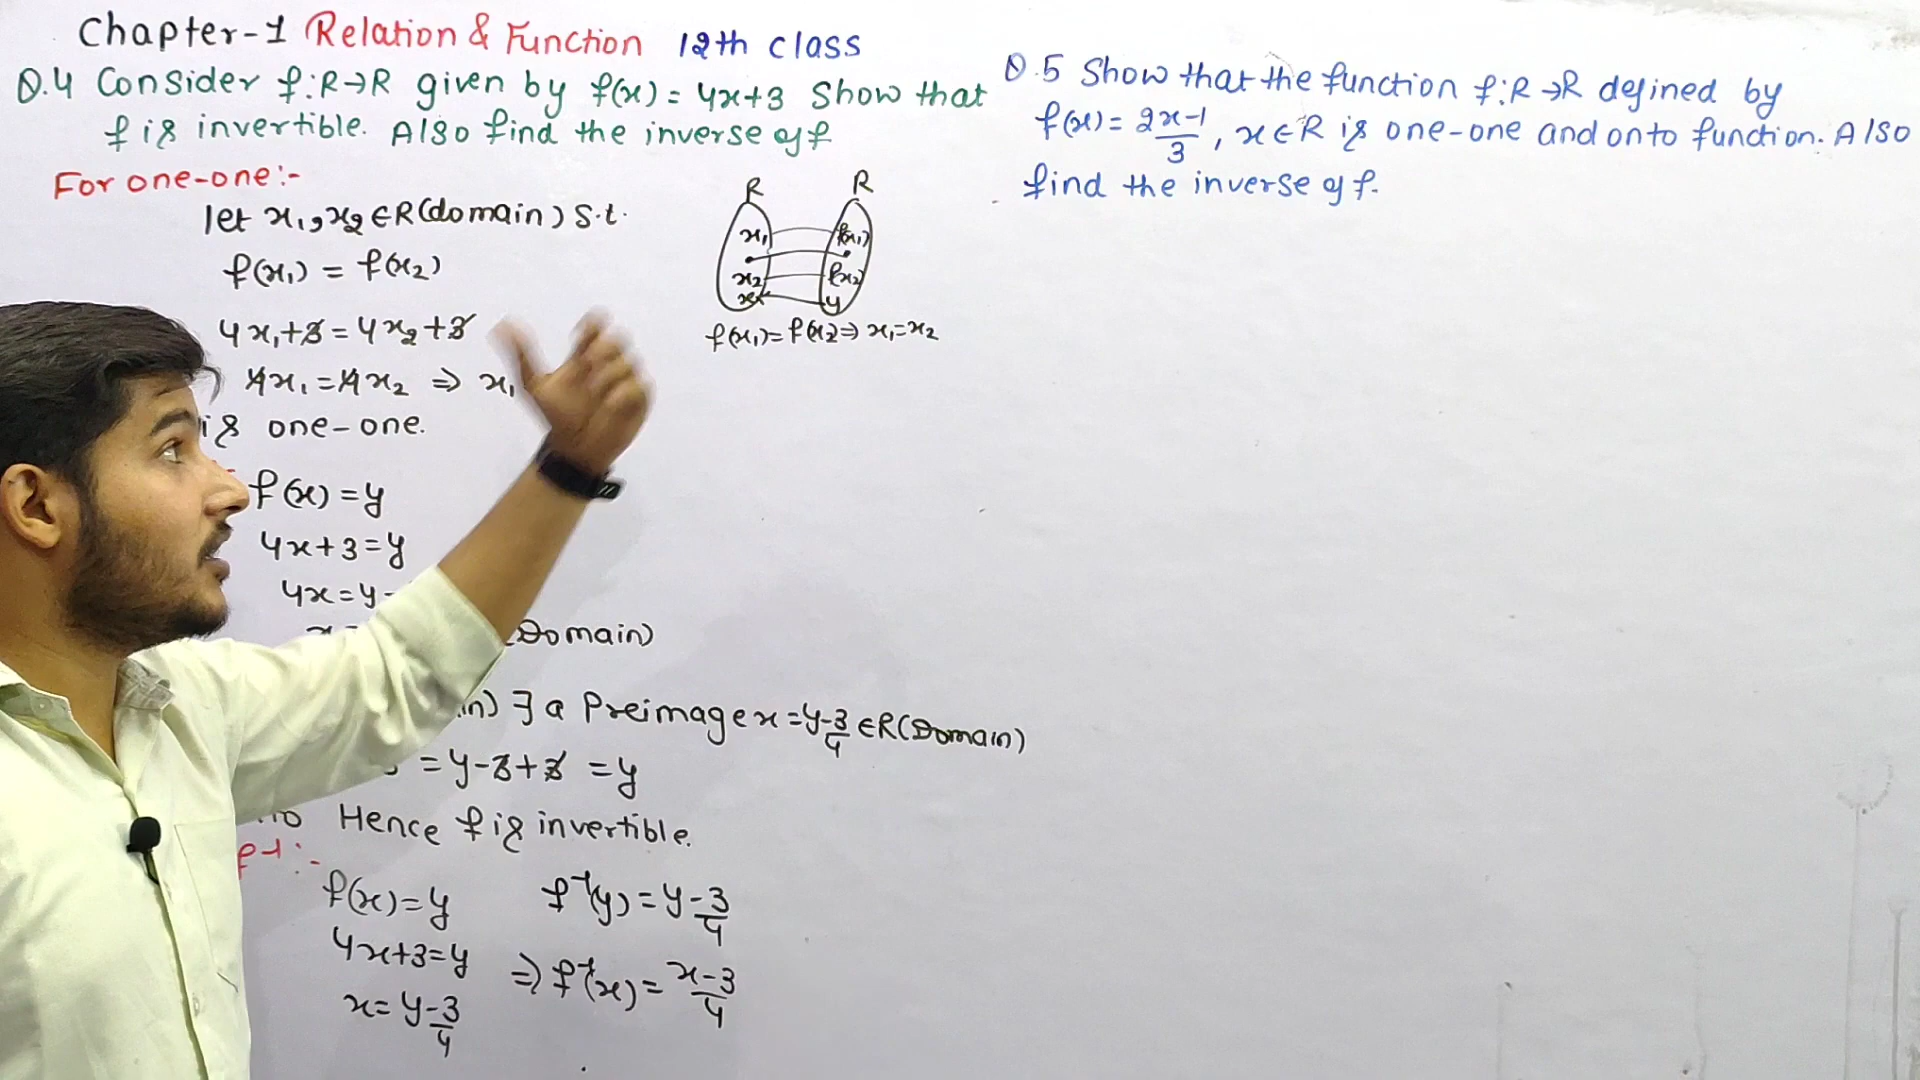 Chapter-1 Relation & Function 12th class
Q.4 Consider f:R→R given by f(x)=4x+3 Show that
f is invertible. Also find the inverse of f
For one-one:-
let x₁,x₂∈R(domain) s.t.
f(x₁) = f(x₂)
4x₁+3=4x₂+3
4x₁=4x₂ ⇒ x₁
is one-one.
f(x)=y
4x+3=y
4x=y-
(Domain)
∃ a Preimage x=y-3/4 ∈R(Domain)
=y-3+3 =y
Hence f is invertible.
f⁻¹:-
f(x)=y
4x+3=y
x=y-3/4
f⁻¹(y)=y-3/4
⇒f⁻¹(x)=x-3/4
R R
x₁ f(x₁)
x₂ f(x₂)
x y
f(x₁)=f(x₂)⇒x₁=x₂
Q.5 Show that the function f:R→R defined by
f(x)=2x-1/3, x∈R is one-one and onto function. Also
find the inverse of f.